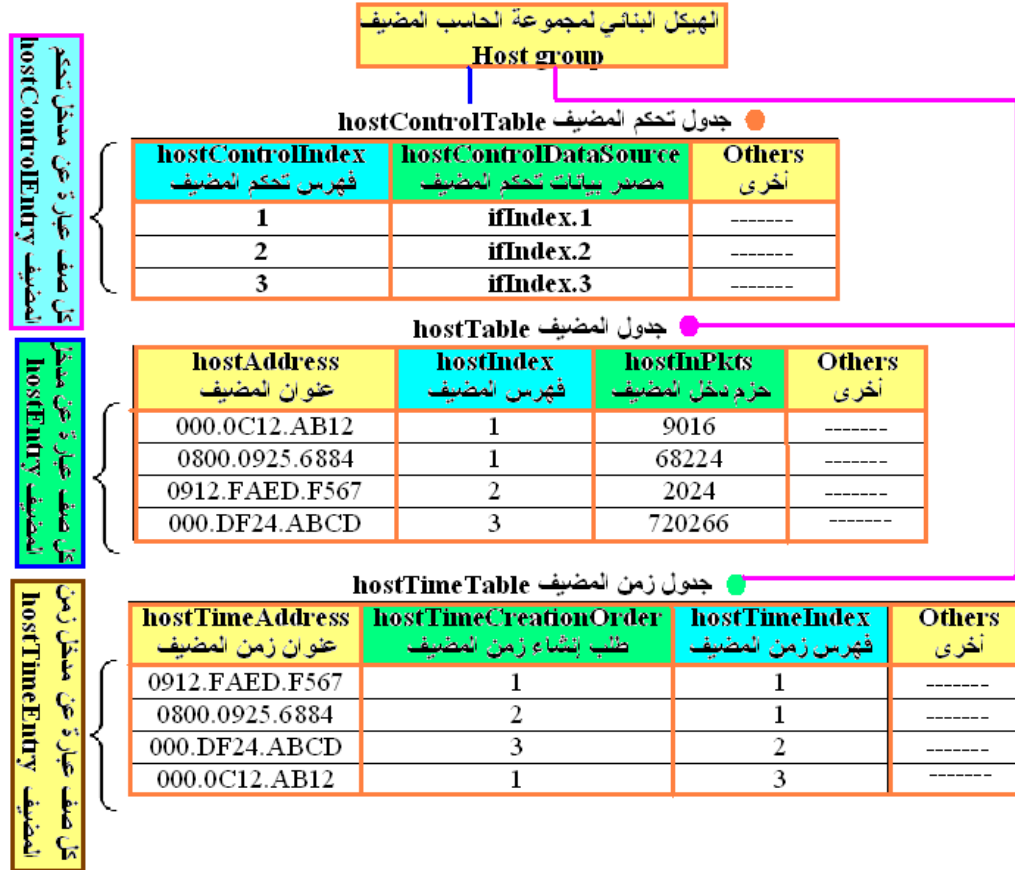 الهيكل البنائي لمجموعة الحاسب المضيف
Host group
جدول تحكم المضيف hostControlTable
كل صف عبارة عن مدخل تحكم
المضيف hostControlEntry
hostControlIndex hostControlDataSource Others
فهرس تحكم المضيف مصدر بيانات تحكم المضيف أخرى
1 ifIndex.1 -------
2 ifIndex.2 -------
3 ifIndex.3 -------
جدول المضيف hostTable
كل صف عبارة عن مدخل
المضيف hostEntry
hostAddress hostIndex hostInPkts Others
عنوان المضيف فهرس المضيف حزم دخل المضيف أخرى
000.0C12.AB12 1 9016 -------
0800.0925.6884 1 68224 -------
0912.FAED.F567 2 2024 -------
000.DF24.ABCD 3 720266 -------
جدول زمن المضيف hostTimeTable
كل صف عبارة عن مدخل زمن
المضيف hostTimeEntry
hostTimeAddress hostTimeCreationOrder hostTimeIndex Others
عنوان زمن المضيف طلب إنشاء زمن المضيف فهرس زمن المضيف أخرى
0912.FAED.F567 1 1 -------
0800.0925.6884 2 1 -------
000.DF24.ABCD 3 2 -------
000.0C12.AB12 1 3 -------